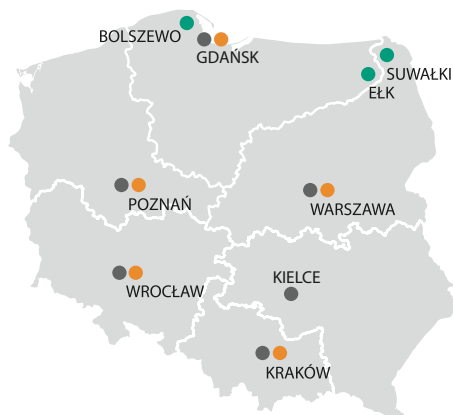 BOLSZEWO
GDAŃSK
SUWAŁKI
EŁK
POZNAŃ
WARSZAWA
KIELCE
WROCŁAW
KRAKÓW